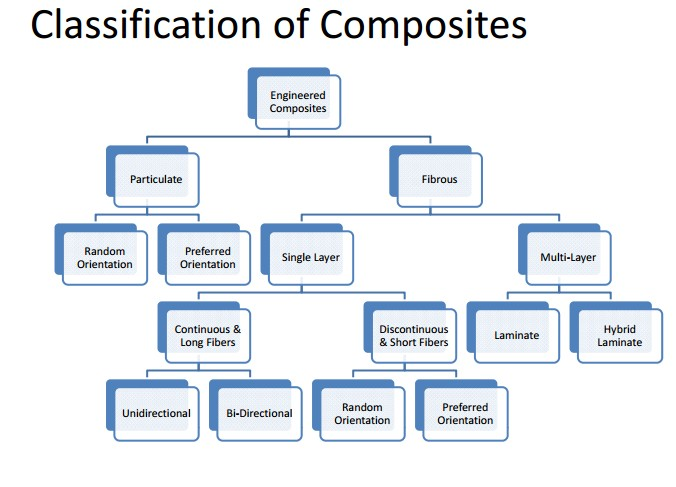 Classification of Composites
Engineered
Composites
Particulate
Fibrous
Random
Orientation
Preferred
Orientation
Single Layer
Multi-Layer
Continuous &
Long Fibers
Discontinuous
& Short Fibers
Laminate
Hybrid
Laminate
Unidirectional
Bi-Directional
Random
Orientation
Preferred
Orientation